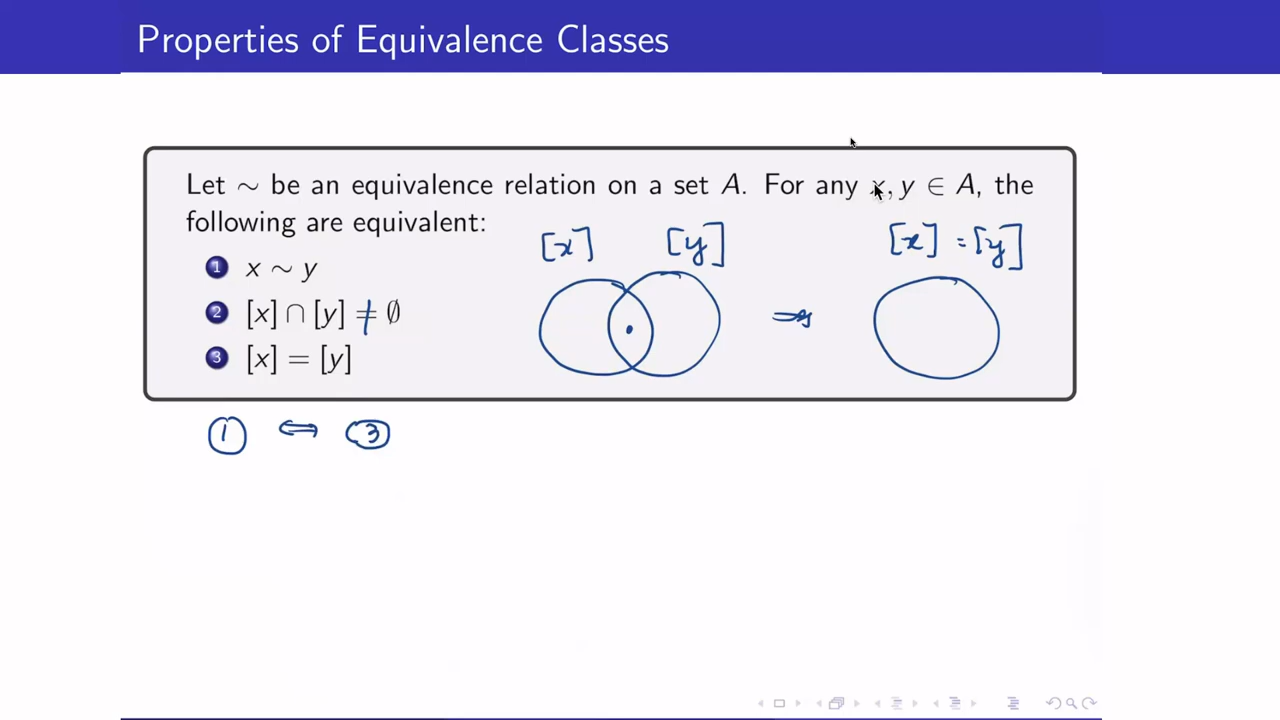 Properties of Equivalence Classes
Let ∼ be an equivalence relation on a set A. For any x, y ∈ A, the
following are equivalent:
1 x ∼ y
2 [x] ∩ [y] ≠ ∅
3 [x] = [y]
[x] [y] ⇒ [x] = [y]
① ⟺ ③